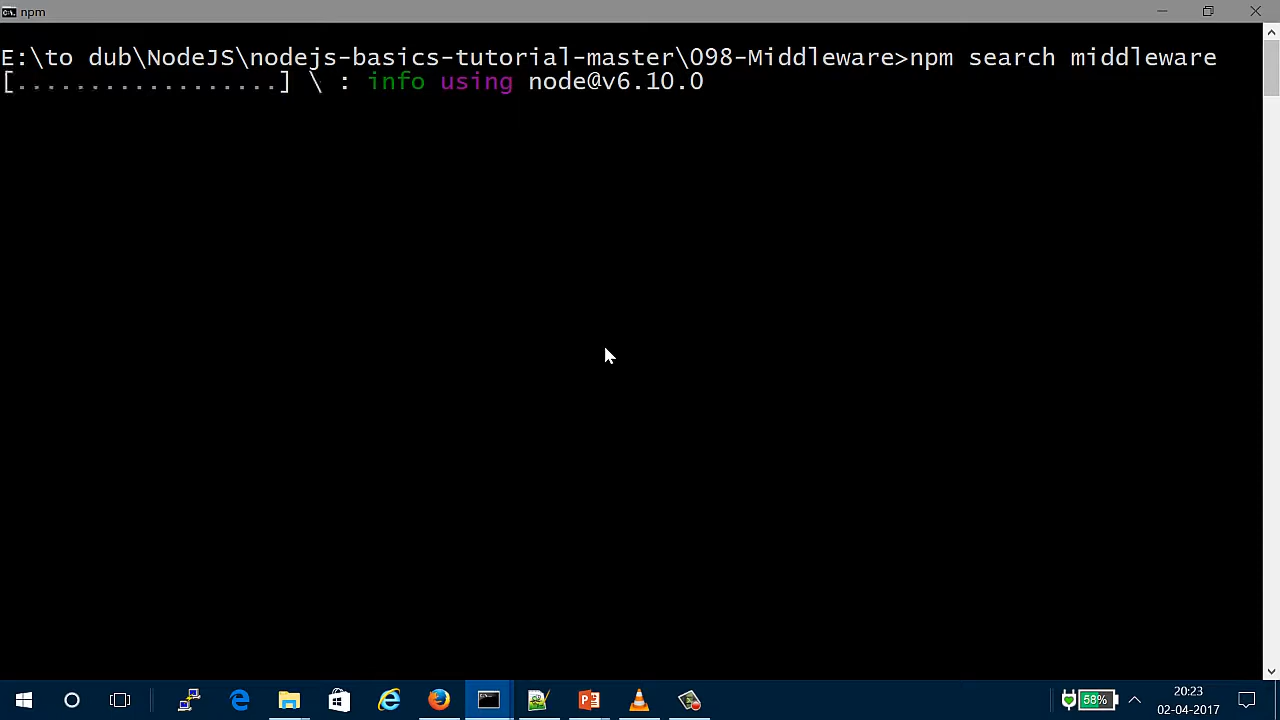 npm
E:\to dub\NodeJS\nodejs-basics-tutorial-master\098-Middleware>npm search middleware
[..................] \ : info using node@v6.10.0
58%
20:23
02-04-2017